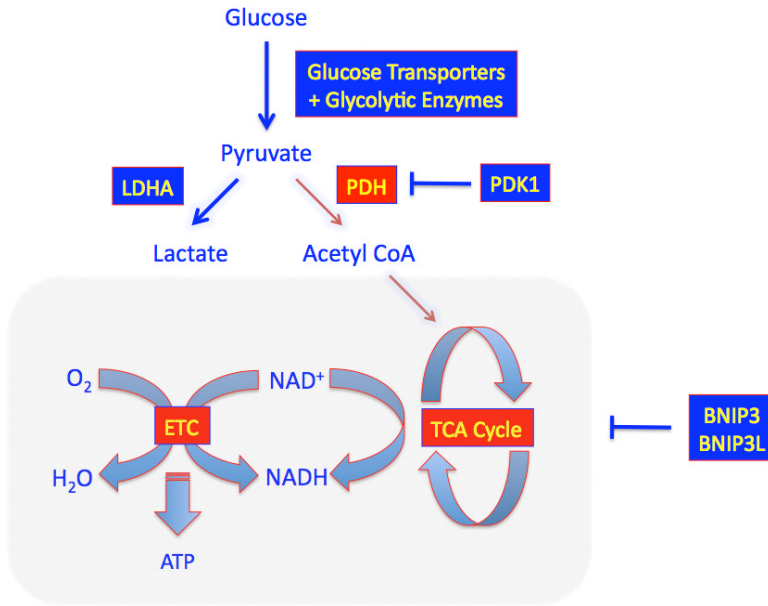 Glucose
Glucose Transporters
+ Glycolytic Enzymes
Pyruvate
LDHA
PDH
PDK1
Lactate
Acetyl CoA
O₂
NAD⁺
ETC
TCA Cycle
BNIP3
BNIP3L
H₂O
NADH
ATP